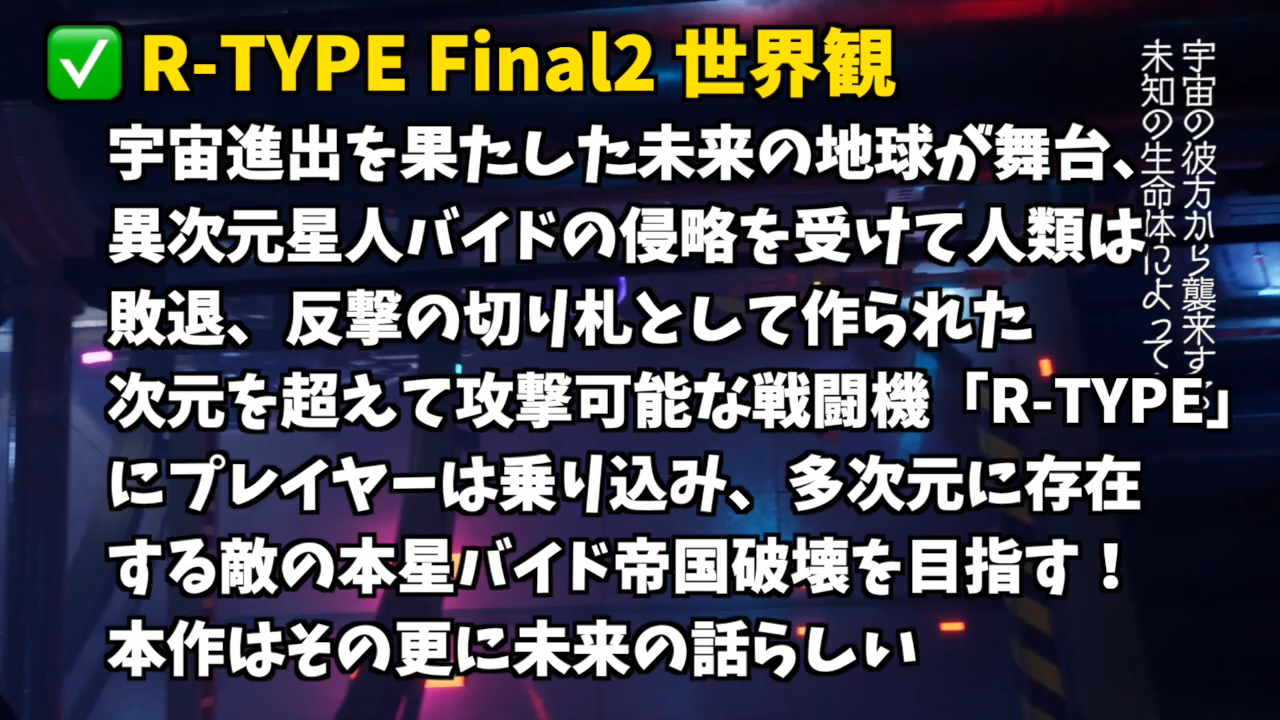 ✅ R-TYPE Final2 世界観
宇宙進出を果たした未来の地球が舞台、
異次元星人バイドの侵略を受けて人類は
敗退、反撃の切り札として作られた
次元を超えて攻撃可能な戦闘機「R-TYPE」
にプレイヤーは乗り込み、多次元に存在
する敵の本星バイド帝国破壊を目指す！
本作はその更に未来の話らしい
宇宙の彼方から襲来す
未知の生命体によって